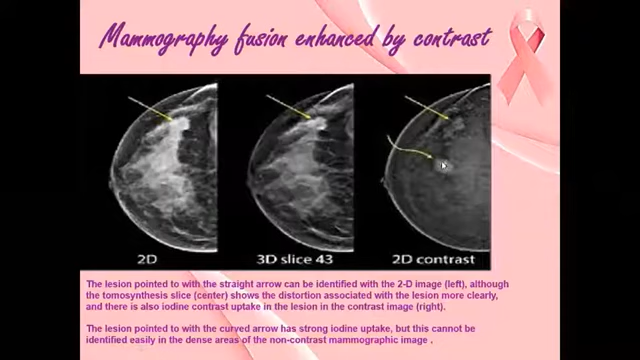 Mammography fusion enhanced by contrast
2D
3D slice 43
2D contrast
The lesion pointed to with the straight arrow can be identified with the 2-D image (left), although
the tomosynthesis slice (center) shows the distortion associated with the lesion more clearly,
and there is also iodine contrast uptake in the lesion in the contrast image (right).
The lesion pointed to with the curved arrow has strong iodine uptake, but this cannot be
identified easily in the dense areas of the non-contrast mammographic image .